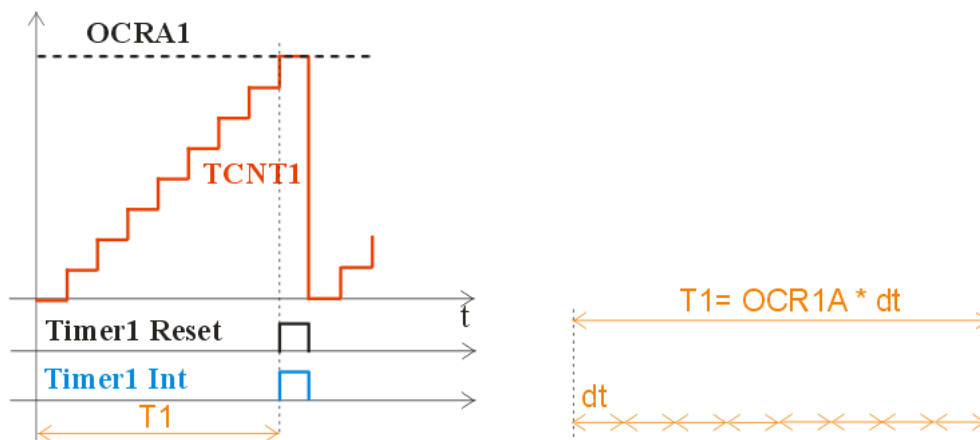 OCRA1
TCNT1
t
Timer1 Reset
Timer1 Int
T1
T1= OCR1A * dt
dt